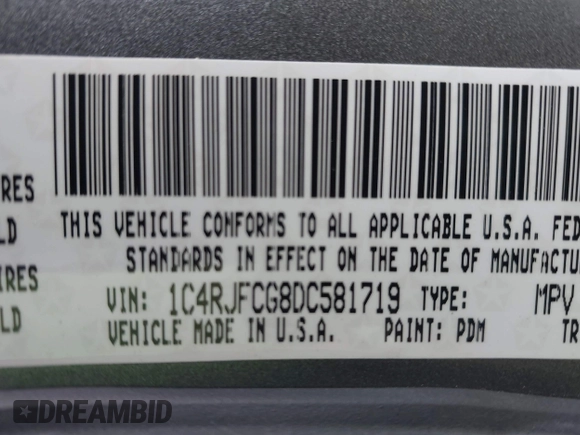 THIS VEHICLE CONFORMS TO ALL APPLICABLE U.S.A. FED
IRES STANDARDS IN EFFECT ON THE DATE OF MANUFACTU
LD
IRES VIN: 1C4RJFCG8DC581719 TYPE: MPV
LD VEHICLE MADE IN U.S.A. PAINT: PDM TR
DREAMBID